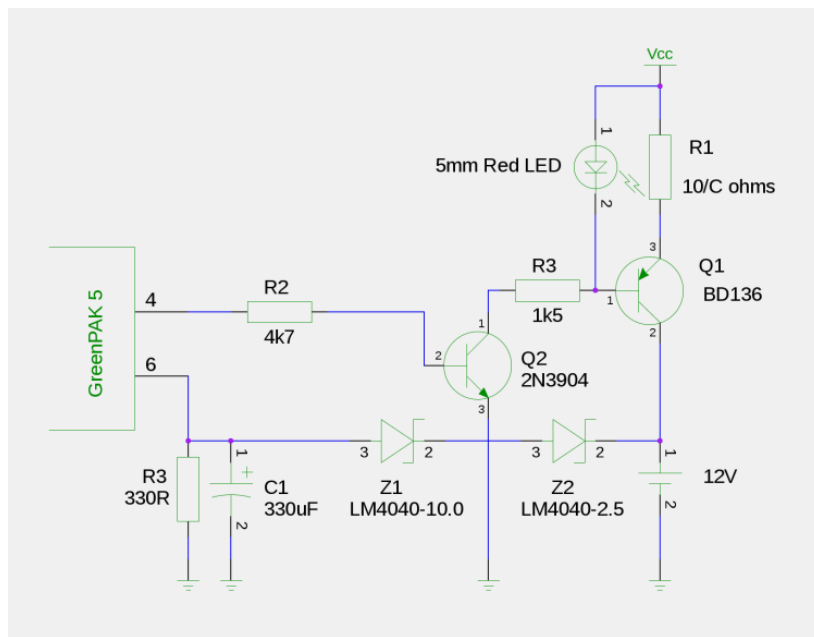 Vcc
1
5mm Red LED
R1
10/C ohms
2
3
R3
Q1
1
BD136
1k5
2
GreenPAK 5
4
R2
4k7
1
2
Q2
2N3904
3
6
3
2
3
2
1
R3
330R
1
C1
330uF
2
Z1
LM4040-10.0
Z2
LM4040-2.5
12V
2